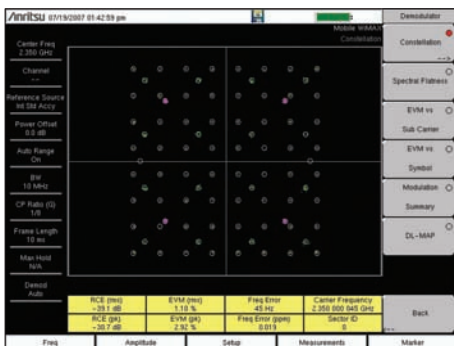 Anritsu 07/19/2007 01:42:59 pm
Mobile WiMAX
Constellation
Center Freq
2.350 GHz
Channel
--
Reference Source
Int Std Accy
Power Offset
0.0 dB
Auto Range
On
BW
10 MHz
CP Ratio (G)
1/8
Frame Length
10 ms
Max Hold
N/A
Demod
Auto
RCE (rms)
-39.1 dB
EVM (rms)
1.10 %
Freq Error
45 Hz
Carrier Frequency
2.350 000 045 GHz
RCE (pk)
-30.7 dB
EVM (pk)
2.92 %
Freq Error (ppm)
0.019
Sector ID
0
Demodulator
Constellation
-->
Spectral Flatness
EVM vs
Sub Carrier
EVM vs
Symbol
Modulation
Summary
DL-MAP
Back
<--
Freq
Amplitude
Setup
Measurements
Marker